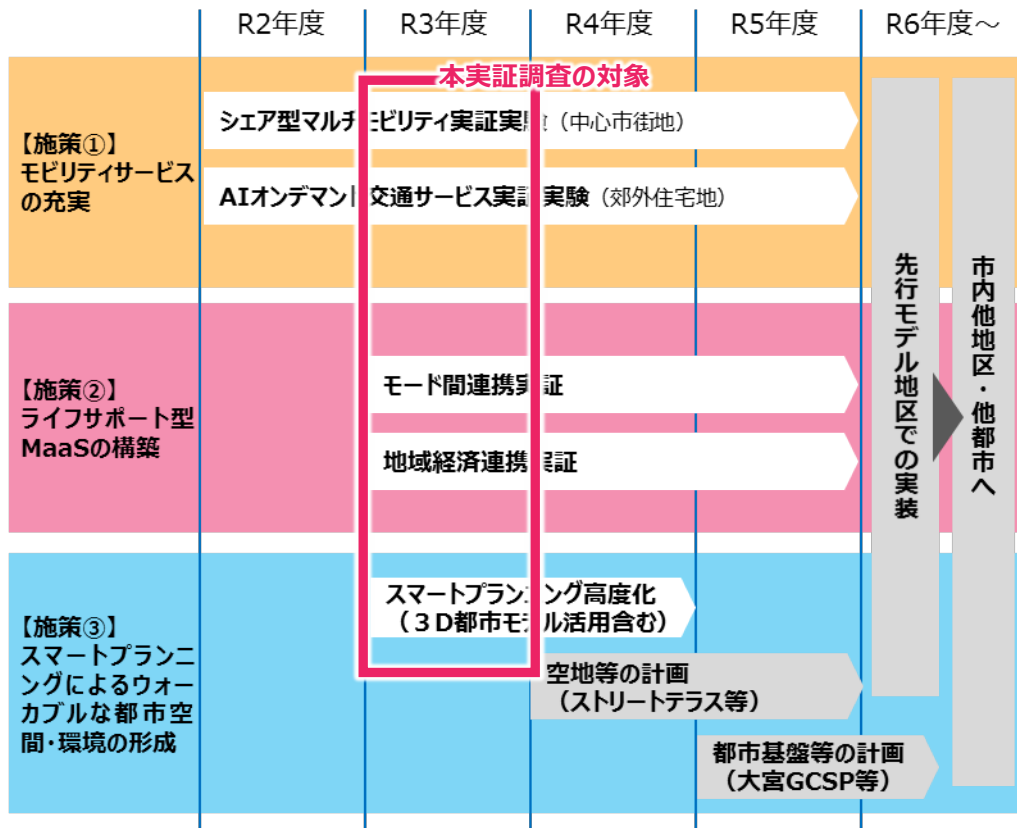 R2年度
R3年度
R4年度
R5年度
R6年度～
本実証調査の対象
【施策①】
モビリティサービス
の充実
シェア型マルチモビリティ実証実験（中心市街地）
AIオンデマンド交通サービス実証実験（郊外住宅地）
【施策②】
ライフサポート型
MaaSの構築
モード間連携実証
地域経済連携実証
【施策③】
スマートプランニ
ングによるウォー
カブルな都市空
間・環境の形成
スマートプランニング高度化
（３D都市モデル活用含む）
空地等の計画
（ストリートテラス等）
都市基盤等の計画
（大宮GCSP等）
先行モデル地区での実装
市内他地区・他都市へ